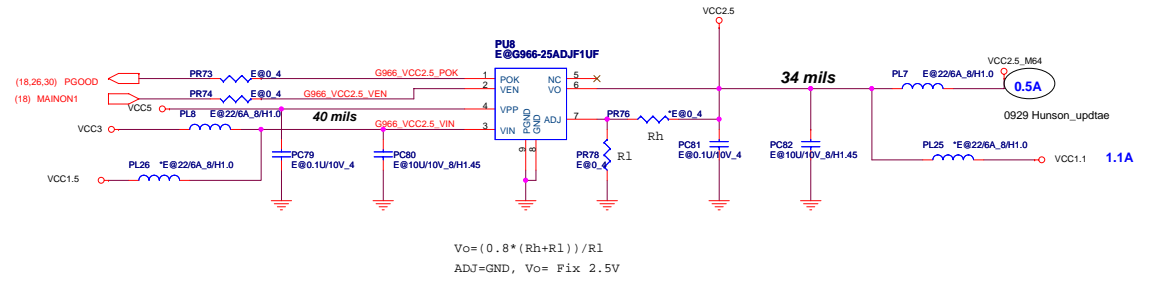 VCC2.5
PU8
E@G966-25ADJF1UF
(18,26,30) PGOOD
PR73
E@0_4
G966_VCC2.5_POK
1
POK
NC
5
34 mils
PL7
E@22/6A_8/H1.0
VCC2.5_M64
(18) MAINON1
PR74
E@0_4
G966_VCC2.5_VEN
2
VEN
VO
6
0.5A
VCC5
4
VPP
40 mils
PL8
E@22/6A_8/H1.0
ADJ
7
PR76
*E@0_4
Rh
0929 Hunson_updtae
VCC3
G966_VCC2.5_VIN
3
VIN
PGND
GND
9
8
PL26
*E@22/6A_8/H1.0
PC79
E@0.1U/10V_4
PC80
E@10U/10V_8/H1.45
PR78
E@0_4
Rl
PC81
E@0.1U/10V_4
PC82
E@10U/10V_8/H1.45
PL25
*E@22/6A_8/H1.0
VCC1.1
1.1A
VCC1.5
Vo=(0.8*(Rh+Rl))/Rl
ADJ=GND, Vo= Fix 2.5V